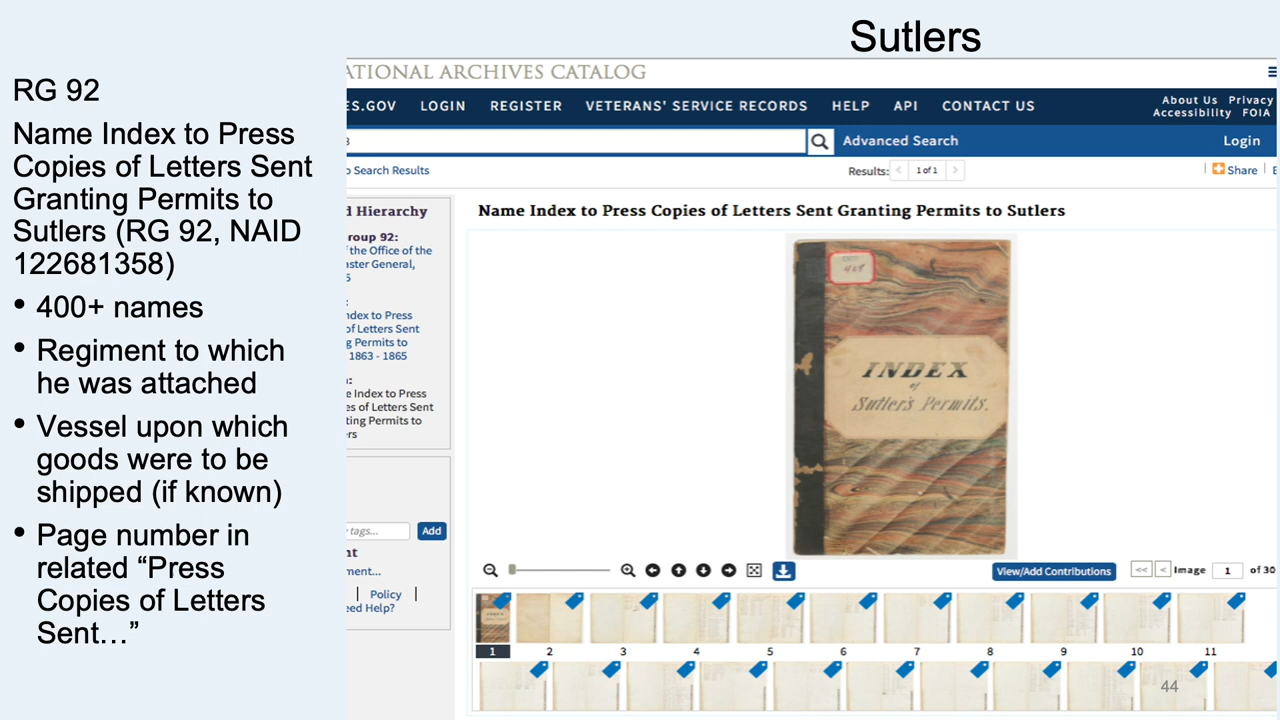 Sutlers
RG 92
Name Index to Press
Copies of Letters Sent
Granting Permits to
Sutlers (RG 92, NAID
122681358)
• 400+ names
• Regiment to which
he was attached
• Vessel upon which
goods were to be
shipped (if known)
• Page number in
related “Press
Copies of Letters
Sent…”
ATIONAL ARCHIVES CATALOG
ES.GOV LOGIN REGISTER VETERANS' SERVICE RECORDS HELP API CONTACT US
About Us Privacy
Accessibility FOIA
Advanced Search
Login
o Search Results
Results: < 1 of 1 >
Share
d Hierarchy
roup 92:
f the Office of the
aster General,
ndex to Press
of Letters Sent
g Permits to
1863 - 1865
e Index to Press
es of Letters Sent
ting Permits to
rs
y tags... Add
nt
ment...
| Policy |
eed Help?
Name Index to Press Copies of Letters Sent Granting Permits to Sutlers
INDEX
of
Sutler's Permits.
View/Add Contributions
<< < Image 1 of 30
1 2 3 4 5 6 7 8 9 10 11
44